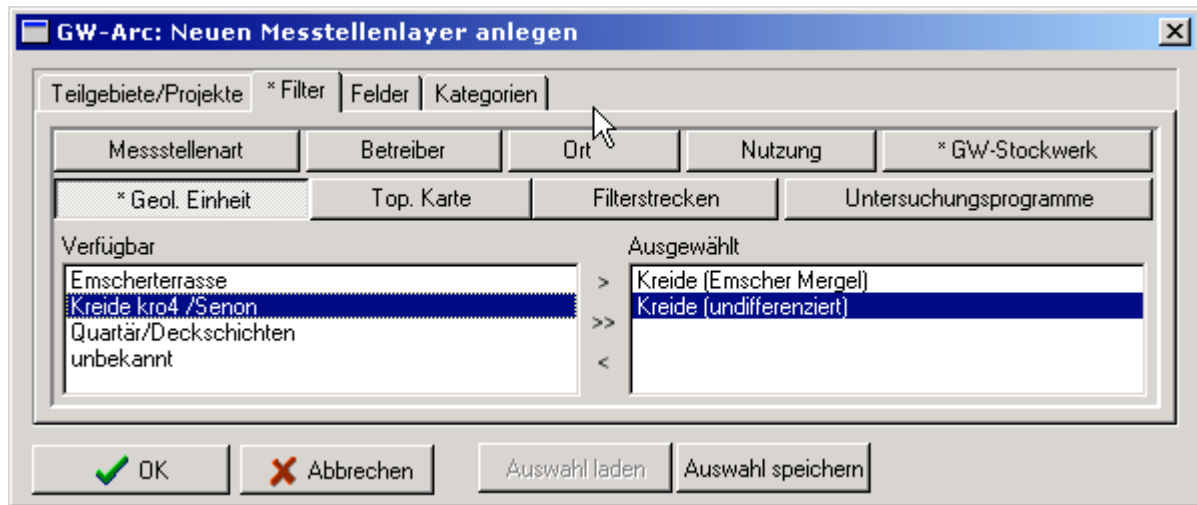 GW-Arc: Neuen Messtellenlayer anlegen
Teilgebiete/Projekte * Filter Felder Kategorien
Messstellenart Betreiber Ort Nutzung * GW-Stockwerk
* Geol. Einheit Top. Karte Filterstrecken Untersuchungsprogramme
Verfügbar Ausgewählt
Emscherterrasse > Kreide (Emscher Mergel)
Kreide kro4 /Senon Kreide (undifferenziert)
Quartär/Deckschichten >>
unbekannt <
OK Abbrechen Auswahl laden Auswahl speichern